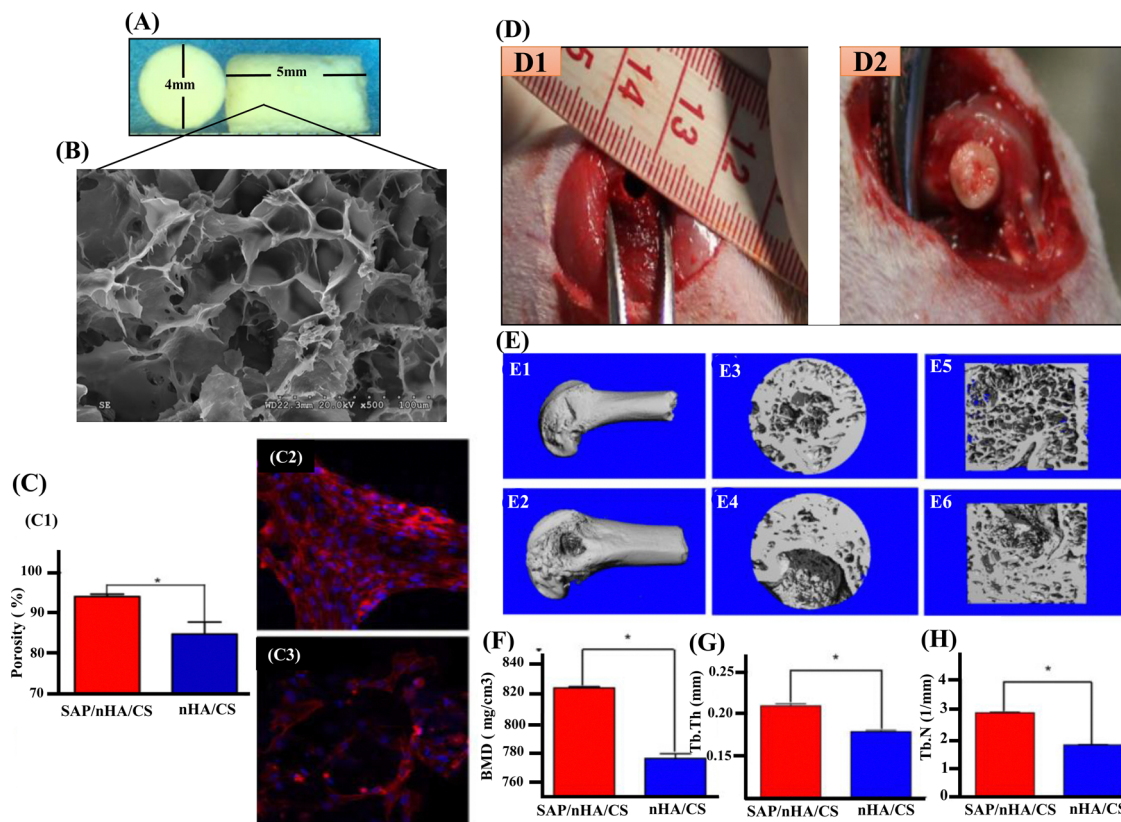 (A)
4mm
5mm
(B)
SE
WD22.3mm 20.0kV x500 100um
(C)
(C1)
Porosity ( %)
100
90
80
70
*
SAP/nHA/CS
nHA/CS
(C2)
(C3)
(D)
D1
15
14
13
12
D2
(E)
E1
E3
E5
E2
E4
E6
(F)
BMD ( mg/cm3)
840
820
800
780
760
*
SAP/nHA/CS
nHA/CS
(G)
Tb.Th (mm)
0.25
0.20
0.15
*
SAP/nHA/CS
nHA/CS
(H)
Tb.N (1/mm)
5
4
3
2
1
0
*
SAP/nHA/CS
nHA/CS